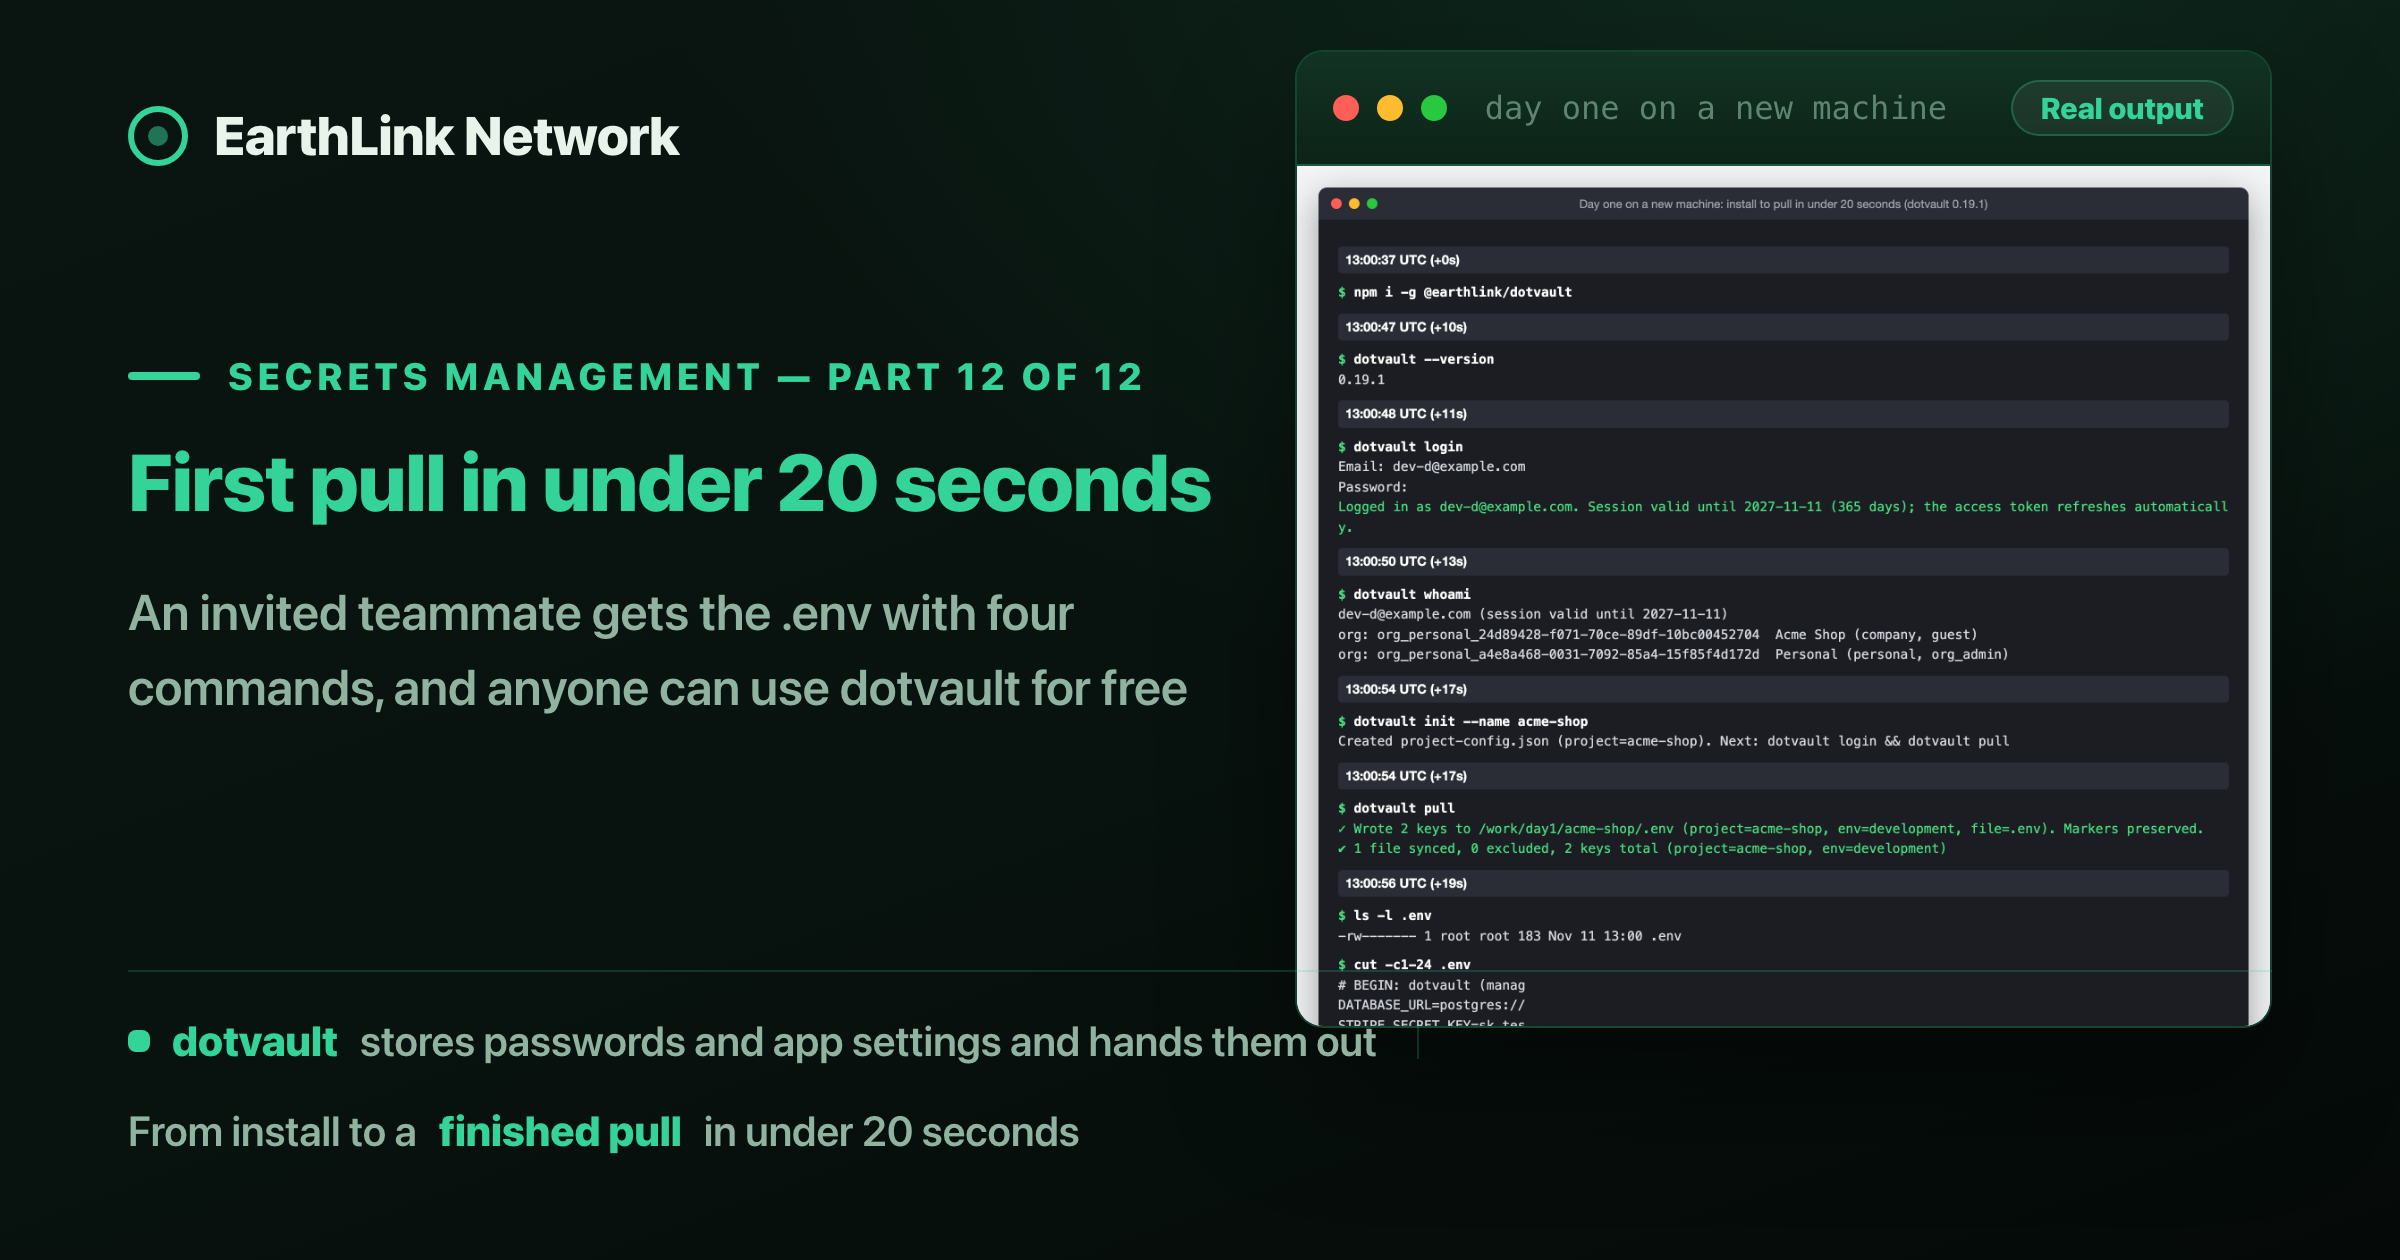 EarthLink Network
SECRETS MANAGEMENT — PART 12 OF 12
First pull in under 20 seconds
An invited teammate gets the .env with four
commands, and anyone can use dotvault for free
dotvault stores passwords and app settings and hands them out
From install to a finished pull in under 20 seconds
day one on a new machine
Real output
Day one on a new machine: install to pull in under 20 seconds (dotvault 0.19.1)
13:00:37 UTC (+0s)
$ npm i -g @earthlink/dotvault
13:00:47 UTC (+10s)
$ dotvault --version
0.19.1
13:00:48 UTC (+11s)
$ dotvault login
Email: dev-d@example.com
Password:
Logged in as dev-d@example.com. Session valid until 2027-11-11 (365 days); the access token refreshes automaticall
y.
13:00:50 UTC (+13s)
$ dotvault whoami
dev-d@example.com (session valid until 2027-11-11)
org: org_personal_24d89428-f071-70ce-89df-10bc00452704  Acme Shop (company, guest)
org: org_personal_a4e8a468-0031-7092-85a4-15f85f4d172d  Personal (personal, org_admin)
13:00:54 UTC (+17s)
$ dotvault init --name acme-shop
Created project-config.json (project=acme-shop). Next: dotvault login && dotvault pull
13:00:54 UTC (+17s)
$ dotvault pull
✓ Wrote 2 keys to /work/day1/acme-shop/.env (project=acme-shop, env=development, file=.env). Markers preserved.
✔ 1 file synced, 0 excluded, 2 keys total (project=acme-shop, env=development)
13:00:56 UTC (+19s)
$ ls -l .env
-rw------- 1 root root 183 Nov 11 13:00 .env
$ cut -c1-24 .env
# BEGIN: dotvault (manag
DATABASE_URL=postgres://
STRIPE_SECRET_KEY=sk_tes